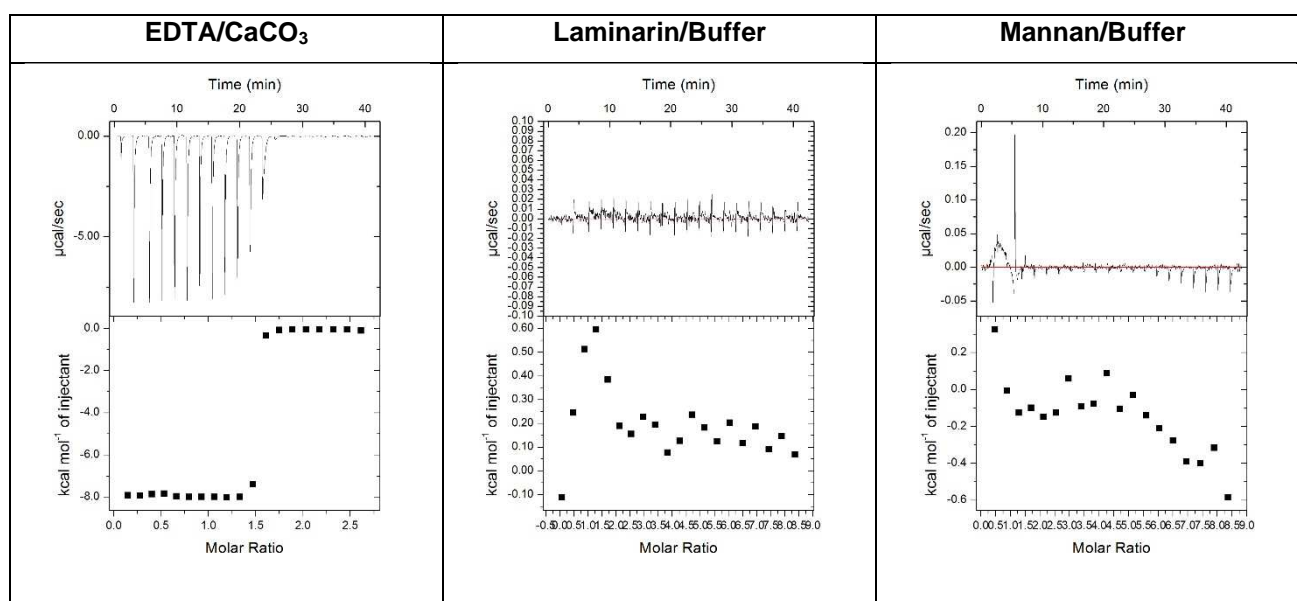 EDTA/CaCO₃
Time (min)
0 10 20 30 40
0.00
-5.00
µcal/sec
0.0
-2.0
-4.0
-6.0
-8.0
kcal mol⁻¹ of injectant
0.0 0.5 1.0 1.5 2.0 2.5
Molar Ratio
Laminarin/Buffer
Time (min)
0 10 20 30 40
0.10
0.09
0.08
0.07
0.06
0.05
0.04
0.03
0.02
0.01
0.00
-0.01
-0.02
-0.03
-0.04
-0.05
-0.06
-0.07
-0.08
-0.09
-0.10
µcal/sec
0.60
0.50
0.40
0.30
0.20
0.10
0.00
-0.10
kcal mol⁻¹ of injectant
Molar Ratio
Mannan/Buffer
Time (min)
0 10 20 30 40
0.20
0.15
0.10
0.05
0.00
-0.05
µcal/sec
0.2
0.0
-0.2
-0.4
-0.6
kcal mol⁻¹ of injectant
Molar Ratio